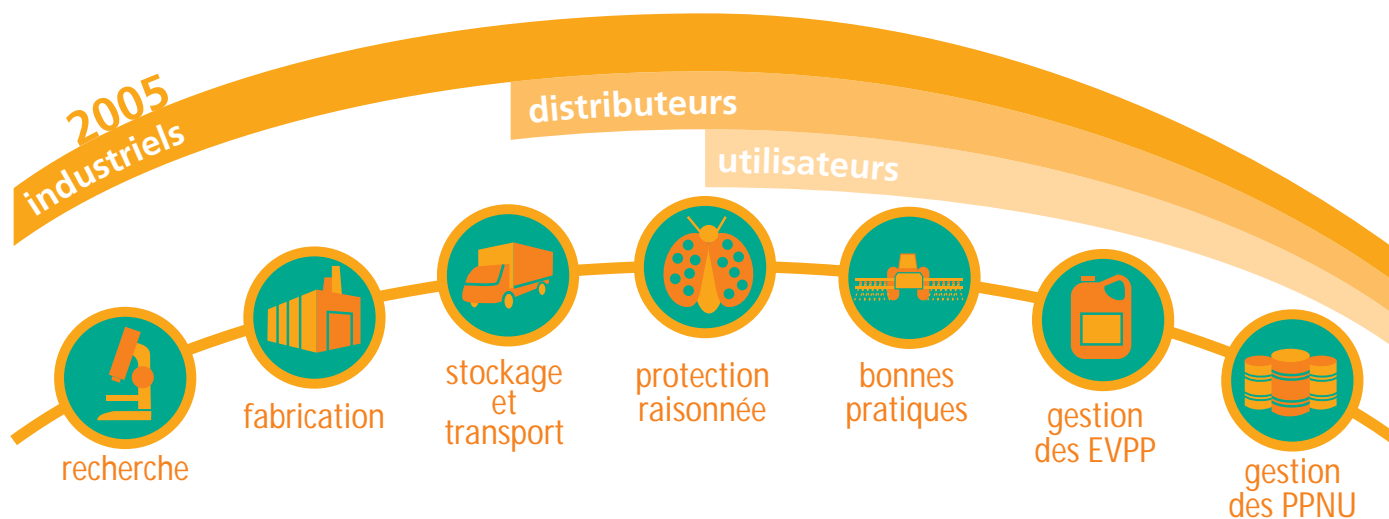 2005
industriels
distributeurs
utilisateurs
recherche
fabrication
stockage
et
transport
protection
raisonnée
bonnes
pratiques
gestion
des EVPP
gestion
des PPNU